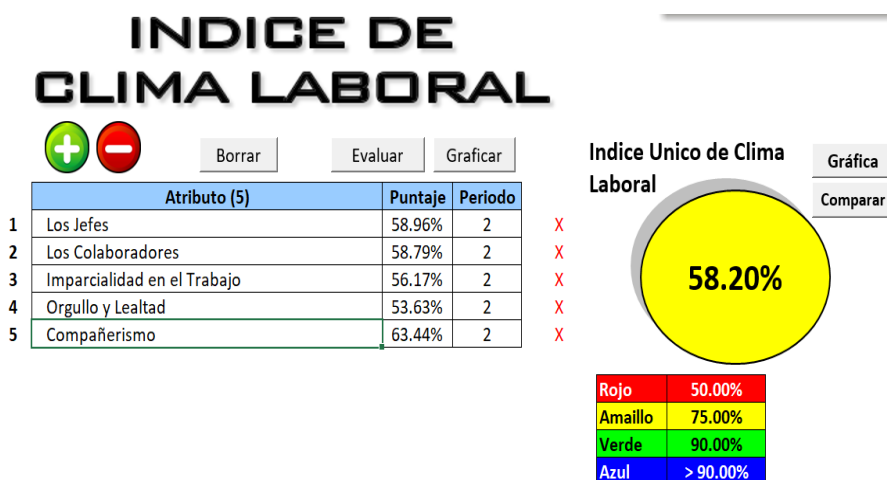 INDICE DE
CLIMA LABORAL
Borrar Evaluar Graficar
Atributo (5) Puntaje Periodo
1 Los Jefes 58.96% 2 X
2 Los Colaboradores 58.79% 2 X
3 Imparcialidad en el Trabajo 56.17% 2 X
4 Orgullo y Lealtad 53.63% 2 X
5 Compañerismo 63.44% 2 X
Indice Unico de Clima
Laboral
Gráfica
Comparar
58.20%
Rojo 50.00%
Amaillo 75.00%
Verde 90.00%
Azul > 90.00%